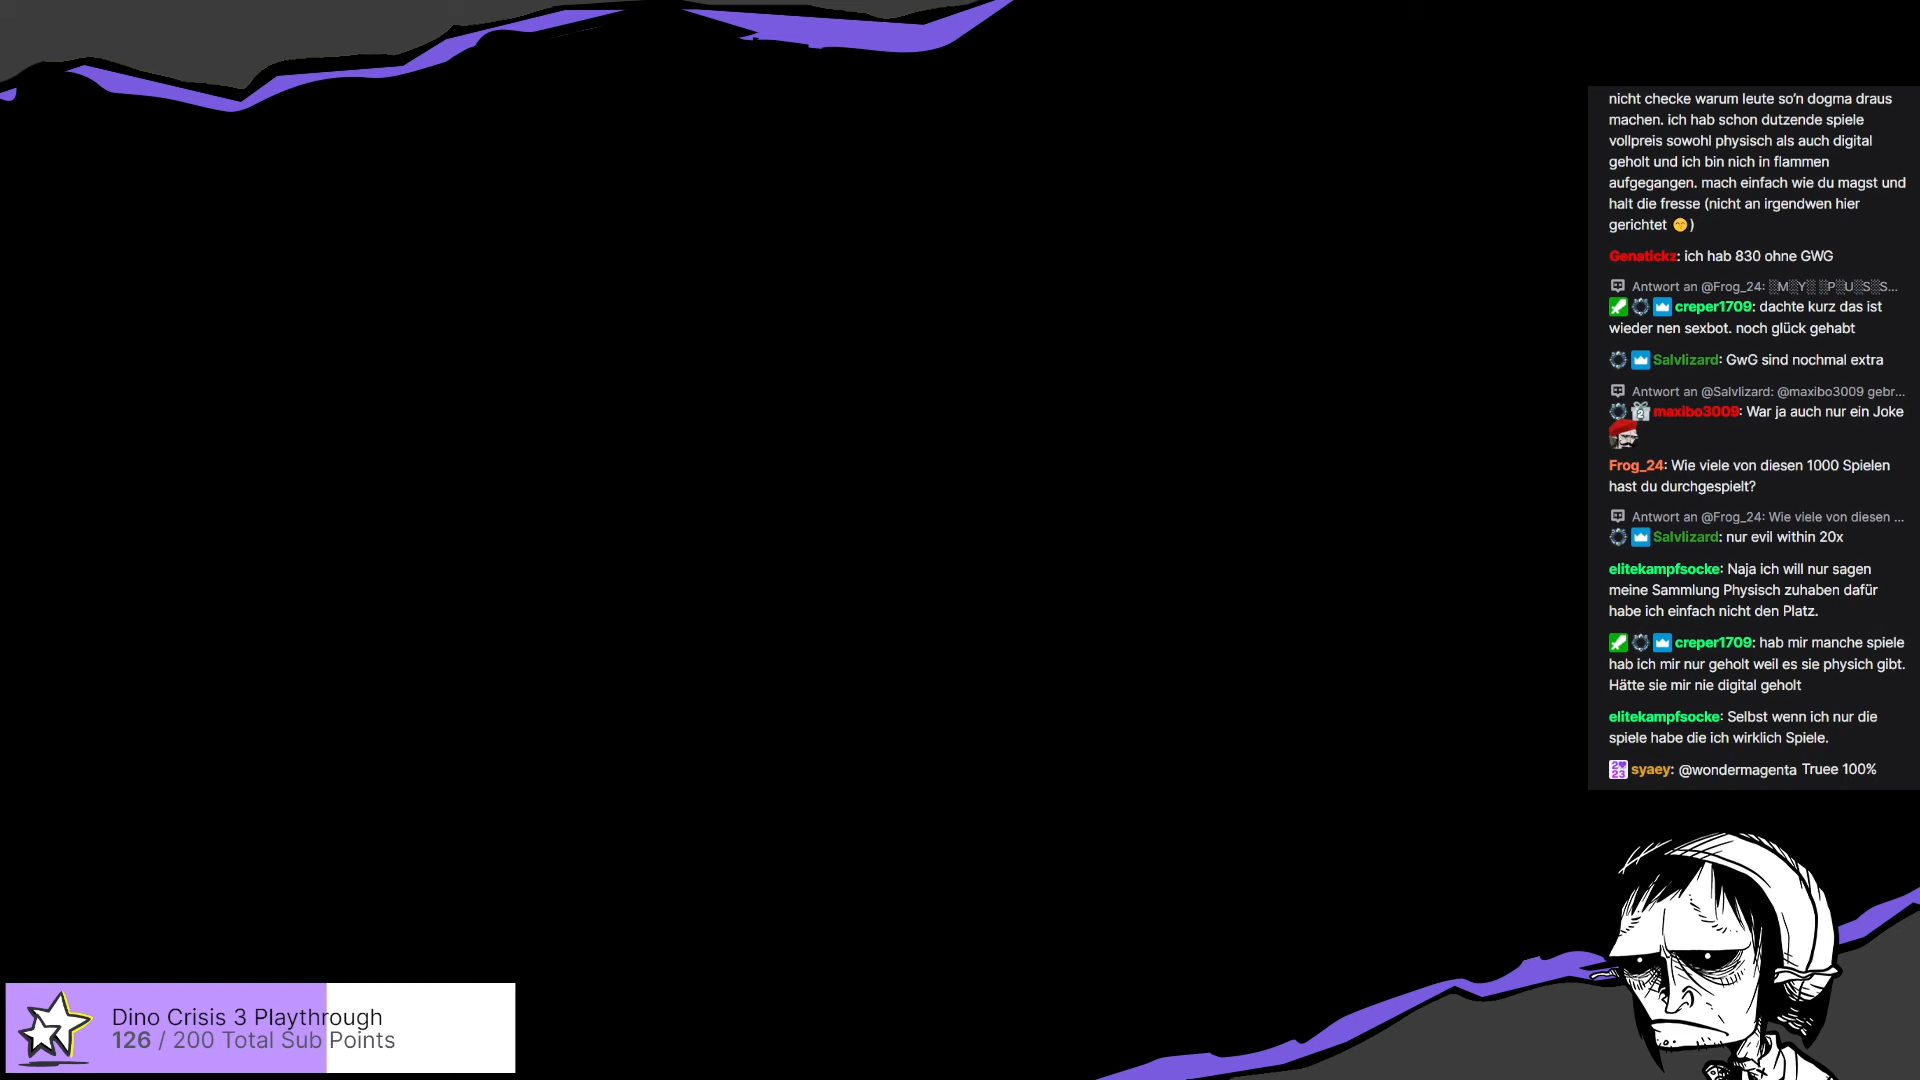 nicht checke warum leute so'n dogma draus
machen. ich hab schon dutzende spiele
vollpreis sowohl physisch als auch digital
geholt und ich bin nich in flammen
aufgegangen. mach einfach wie du magst und
halt die fresse (nicht an irgendwen hier
gerichtet 🤭)
Genatickz: ich hab 830 ohne GWG
Antwort an @Frog_24: ░M░Y░ ░P░U░S░S...
creper1709: dachte kurz das ist
wieder nen sexbot. noch glück gehabt
Salvlizard: GwG sind nochmal extra
Antwort an @Salvlizard: @maxibo3009 gebr...
2 maxibo3009: War ja auch nur ein Joke
Frog_24: Wie viele von diesen 1000 Spielen
hast du durchgespielt?
Antwort an @Frog_24: Wie viele von diesen ...
Salvlizard: nur evil within 20x
elitekampfsocke: Naja ich will nur sagen
meine Sammlung Physisch zuhaben dafür
habe ich einfach nicht den Platz.
creper1709: hab mir manche spiele
hab ich mir nur geholt weil es sie physich gibt.
Hätte sie mir nie digital geholt
elitekampfsocke: Selbst wenn ich nur die
spiele habe die ich wirklich Spiele.
2♥23 syaey: @wondermagenta Truee 100%
Dino Crisis 3 Playthrough
126 / 200 Total Sub Points